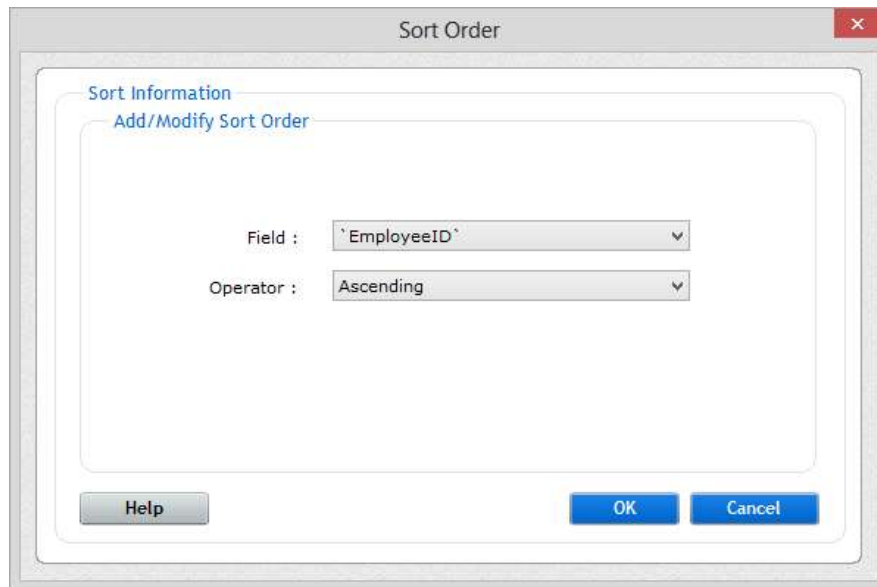 Sort Order
Sort Information
Add/Modify Sort Order
Field :
`EmployeeID`
Operator :
Ascending
Help
OK
Cancel